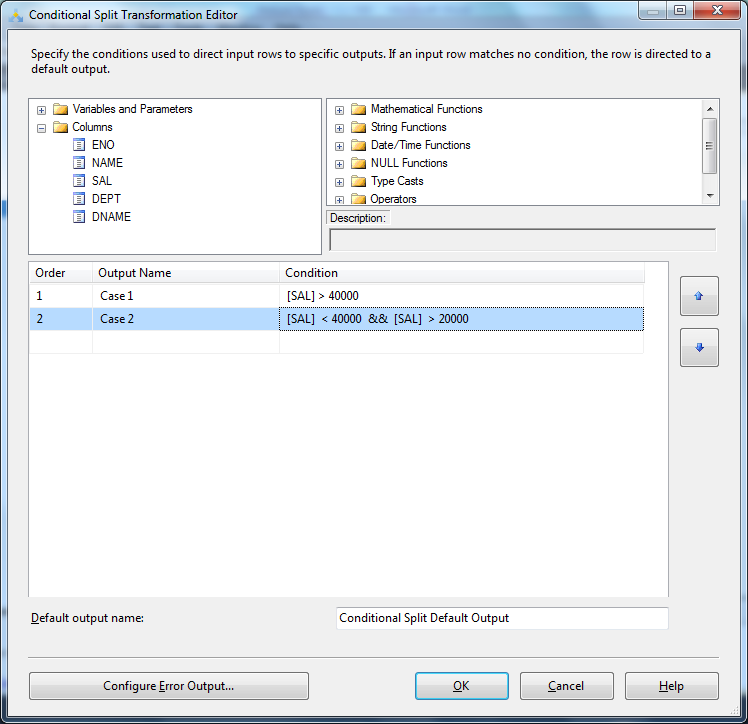 Conditional Split Transformation Editor
Specify the conditions used to direct input rows to specific outputs. If an input row matches no condition, the row is directed to a
default output.
Variables and Parameters
Columns
ENO
NAME
SAL
DEPT
DNAME
Mathematical Functions
String Functions
Date/Time Functions
NULL Functions
Type Casts
Operators
Description:
Order Output Name Condition
1 Case 1 [SAL] > 40000
2 Case 2 [SAL] < 40000 && [SAL] > 20000
Default output name: Conditional Split Default Output
Configure Error Output... OK Cancel Help